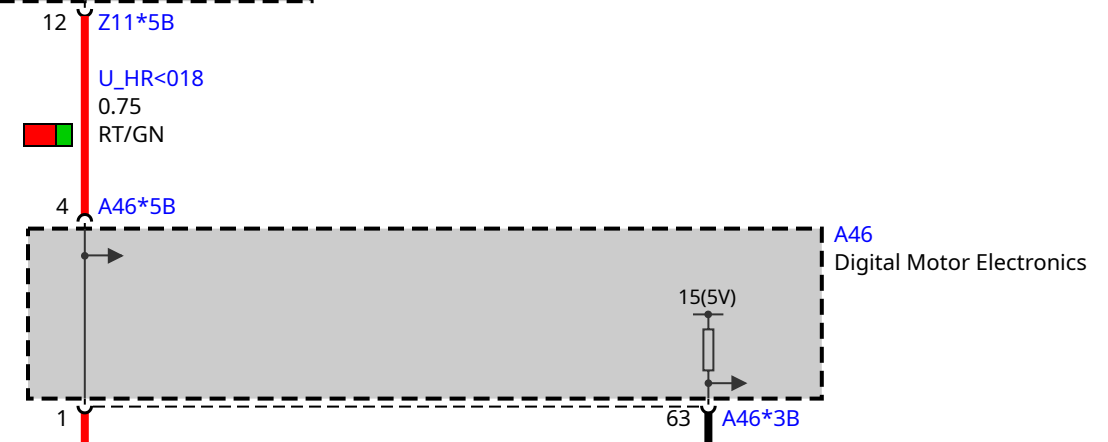 12 Z11*5B
U_HR<018
0.75
RT/GN
4 A46*5B
A46
Digital Motor Electronics
15(5V)
1 63 A46*3B